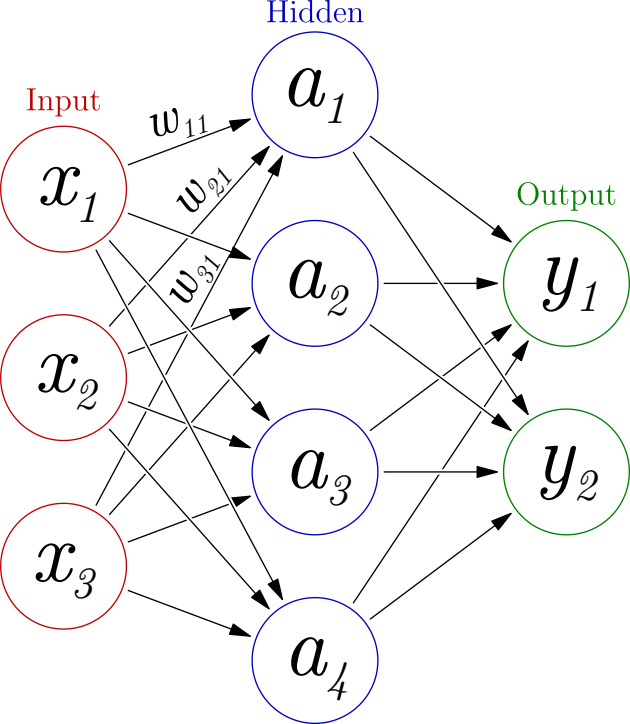 Hidden
Input
Output
w11
w21
w31
x1
x2
x3
a1
a2
a3
a4
y1
y2